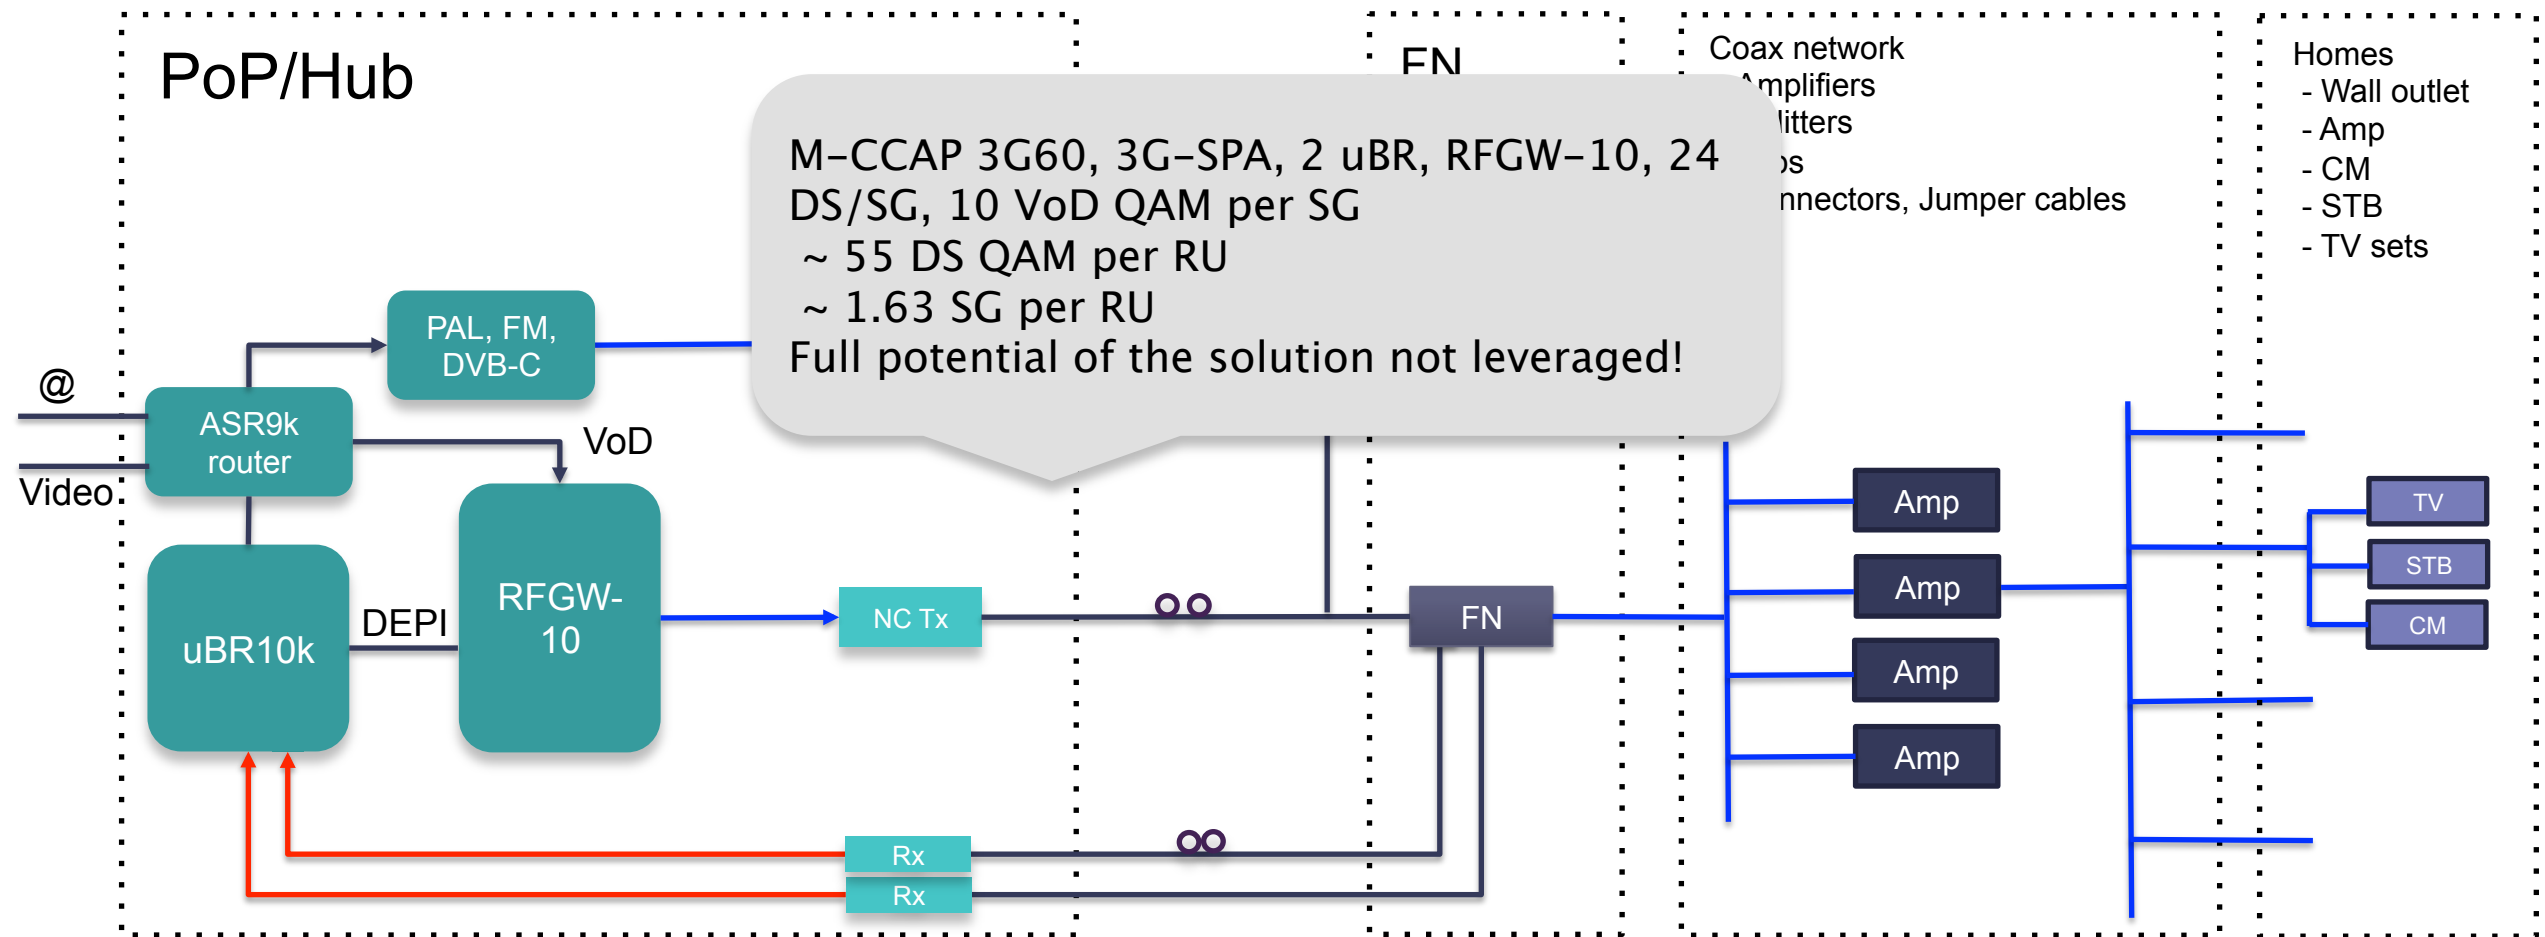 PoP/Hub
FN
Coax network
Amplifiers
litters
nnectors, Jumper cables
Homes
- Wall outlet
- Amp
- CM
- STB
- TV sets
M-CCAP 3G60, 3G-SPA, 2 uBR, RFGW-10, 24
DS/SG, 10 VoD QAM per SG
~ 55 DS QAM per RU
~ 1.63 SG per RU
Full potential of the solution not leveraged!
PAL, FM,
DVB-C
@
ASR9k
router
VoD
Video
uBR10k
DEPI
RFGW-
10
NC Tx
FN
Amp
Amp
Amp
Amp
TV
STB
CM
Rx
Rx